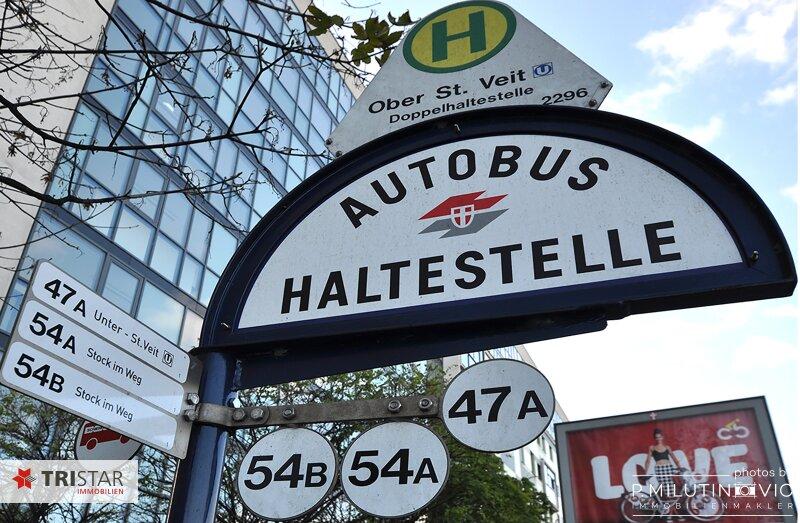 H
Ober St. Veit U
Doppelhaltestelle 2296
AUTOBUS
HALTESTELLE
47A Unter - St.Veit U
54A Stock im Weg
54B Stock im Weg
47A
54B
54A
LOVE
TRISTAR
IMMOBILIEN
photos by
P.MILUTINOVIC
IMMOBILIENMAKLER